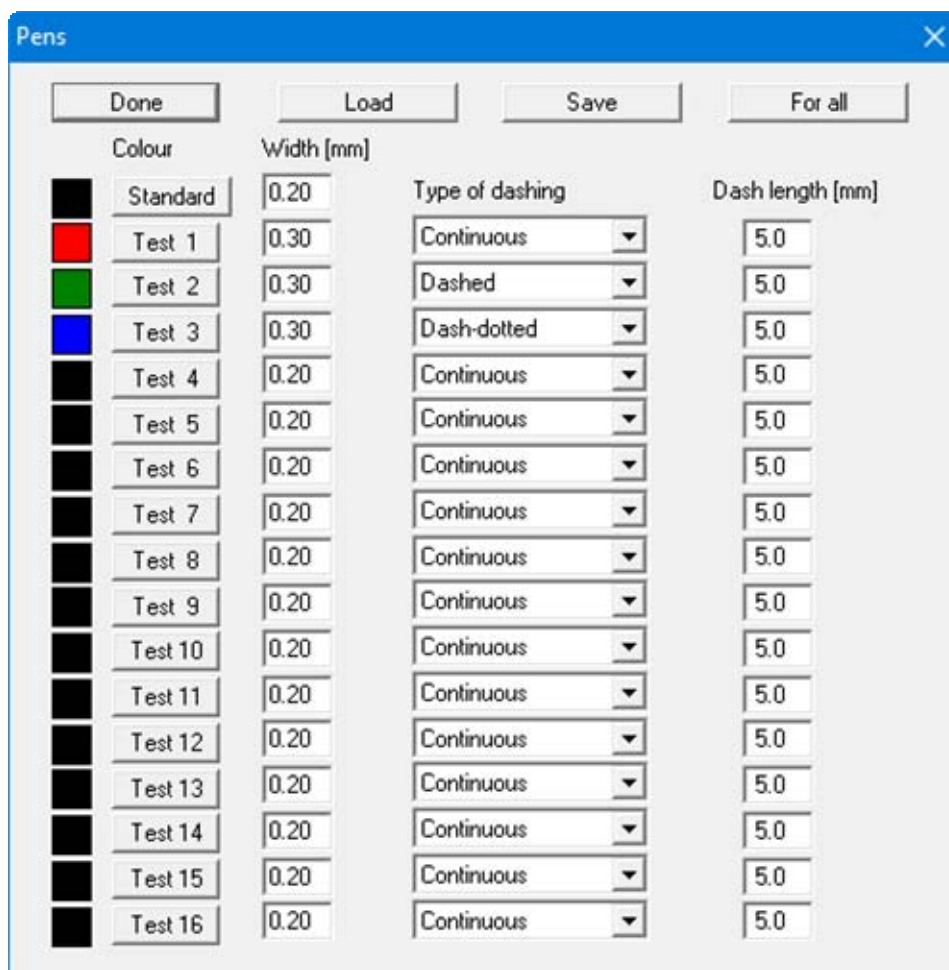 Pens
Done Load Save For all
Colour Width [mm]
Standard 0.20 Type of dashing Dash length [mm]
Test 1 0.30 Continuous 5.0
Test 2 0.30 Dashed 5.0
Test 3 0.30 Dash-dotted 5.0
Test 4 0.20 Continuous 5.0
Test 5 0.20 Continuous 5.0
Test 6 0.20 Continuous 5.0
Test 7 0.20 Continuous 5.0
Test 8 0.20 Continuous 5.0
Test 9 0.20 Continuous 5.0
Test 10 0.20 Continuous 5.0
Test 11 0.20 Continuous 5.0
Test 12 0.20 Continuous 5.0
Test 13 0.20 Continuous 5.0
Test 14 0.20 Continuous 5.0
Test 15 0.20 Continuous 5.0
Test 16 0.20 Continuous 5.0